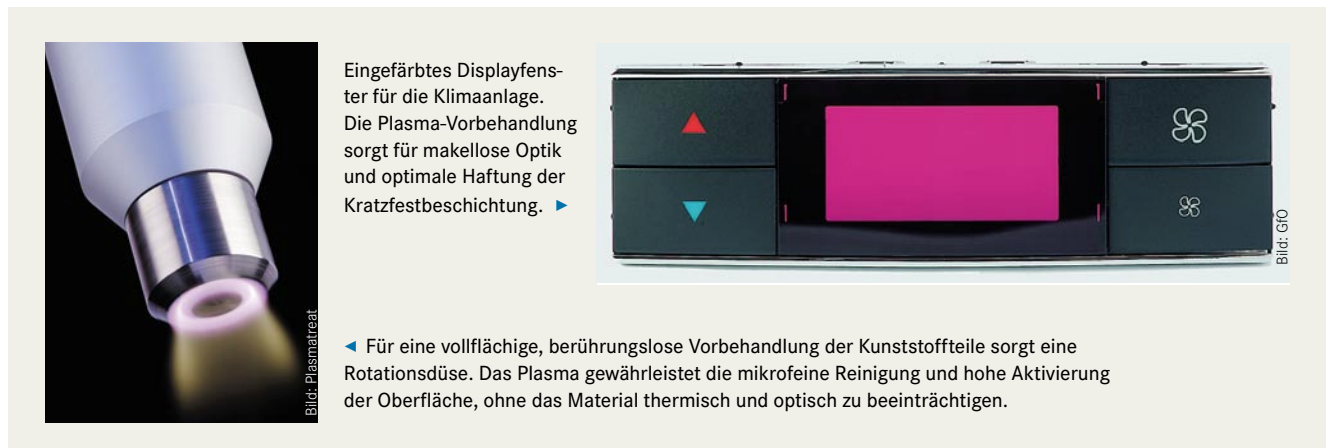 Eingefärbtes Displayfens-
ter für die Klimaanlage.
Die Plasma-Vorbehandlung
sorgt für makellose Optik
und optimale Haftung der
Kratzfestbeschichtung. ►
Bild: GfO
Bild: Plasmatreat
◄ Für eine vollflächige, berührungslose Vorbehandlung der Kunststoffteile sorgt eine
Rotationsdüse. Das Plasma gewährleistet die mikrofeine Reinigung und hohe Aktivierung
der Oberfläche, ohne das Material thermisch und optisch zu beeinträchtigen.